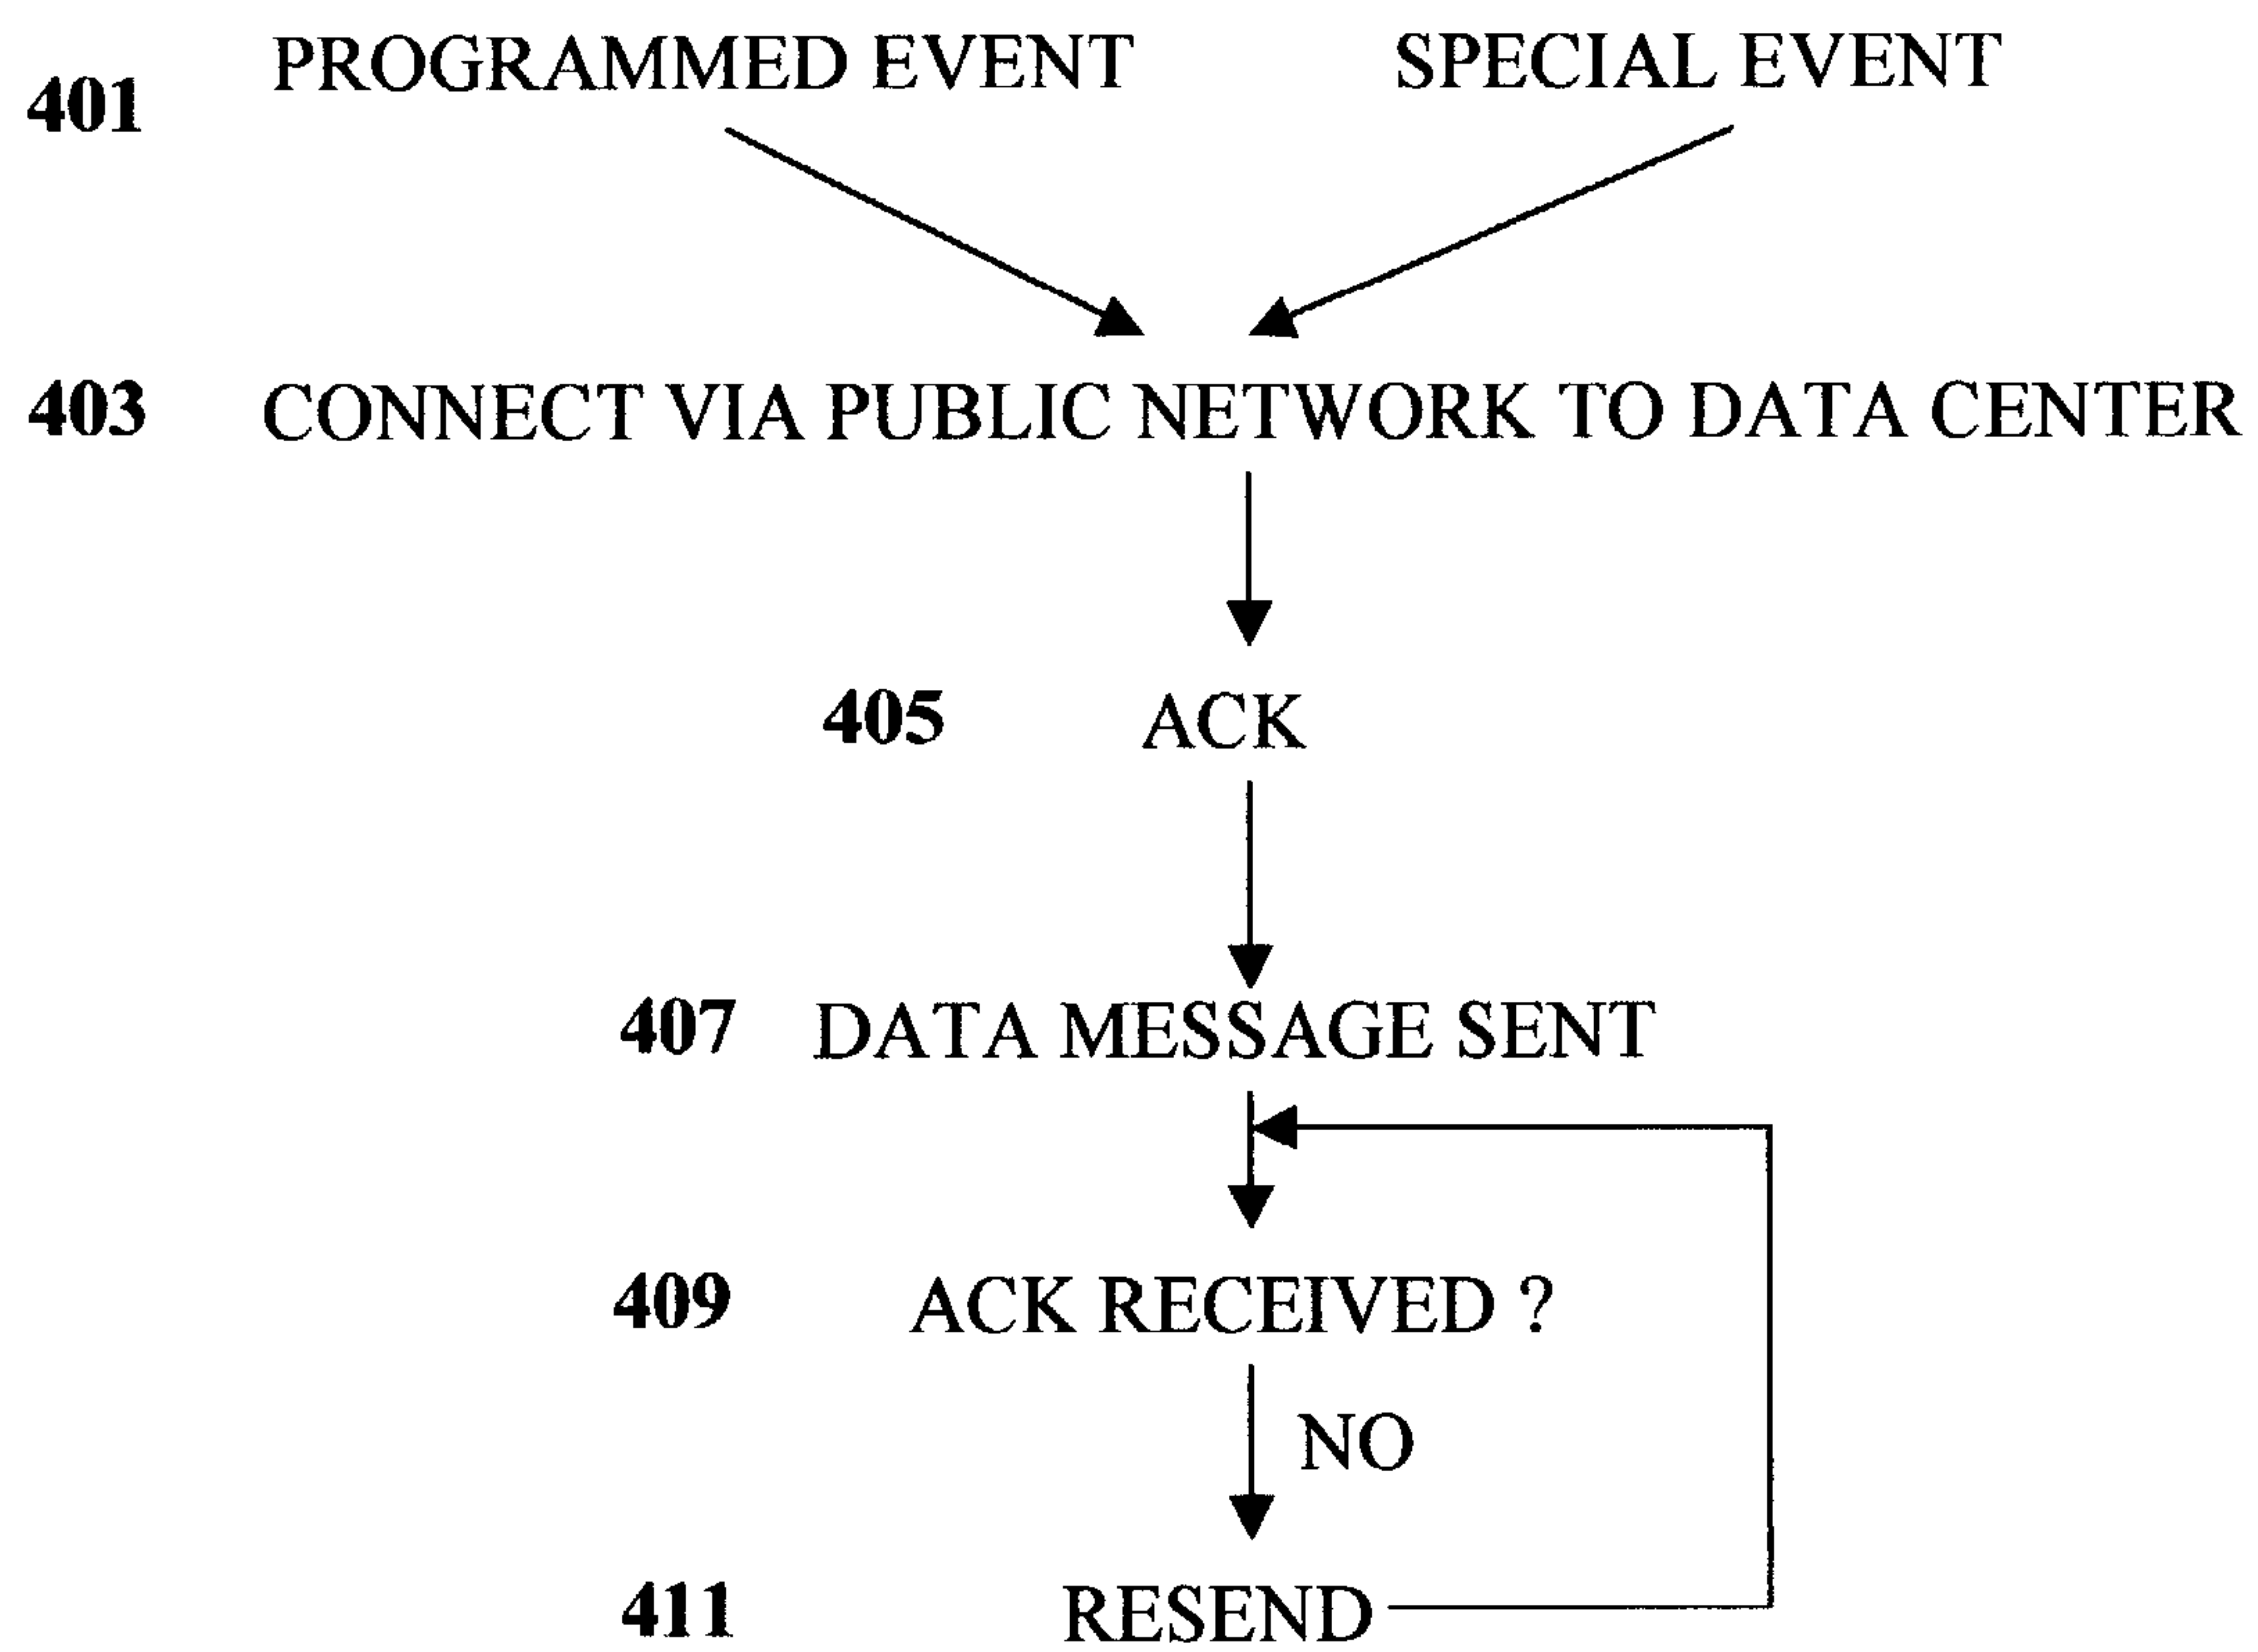 PROGRAMMED EVENT SPECIAL EVENT
401
403 CONNECT VIA PUBLIC NETWORK TO DATA CENTER
405 ACK
407 DATA MESSAGE SENT
409 ACK RECEIVED ?
NO
411 RESEND